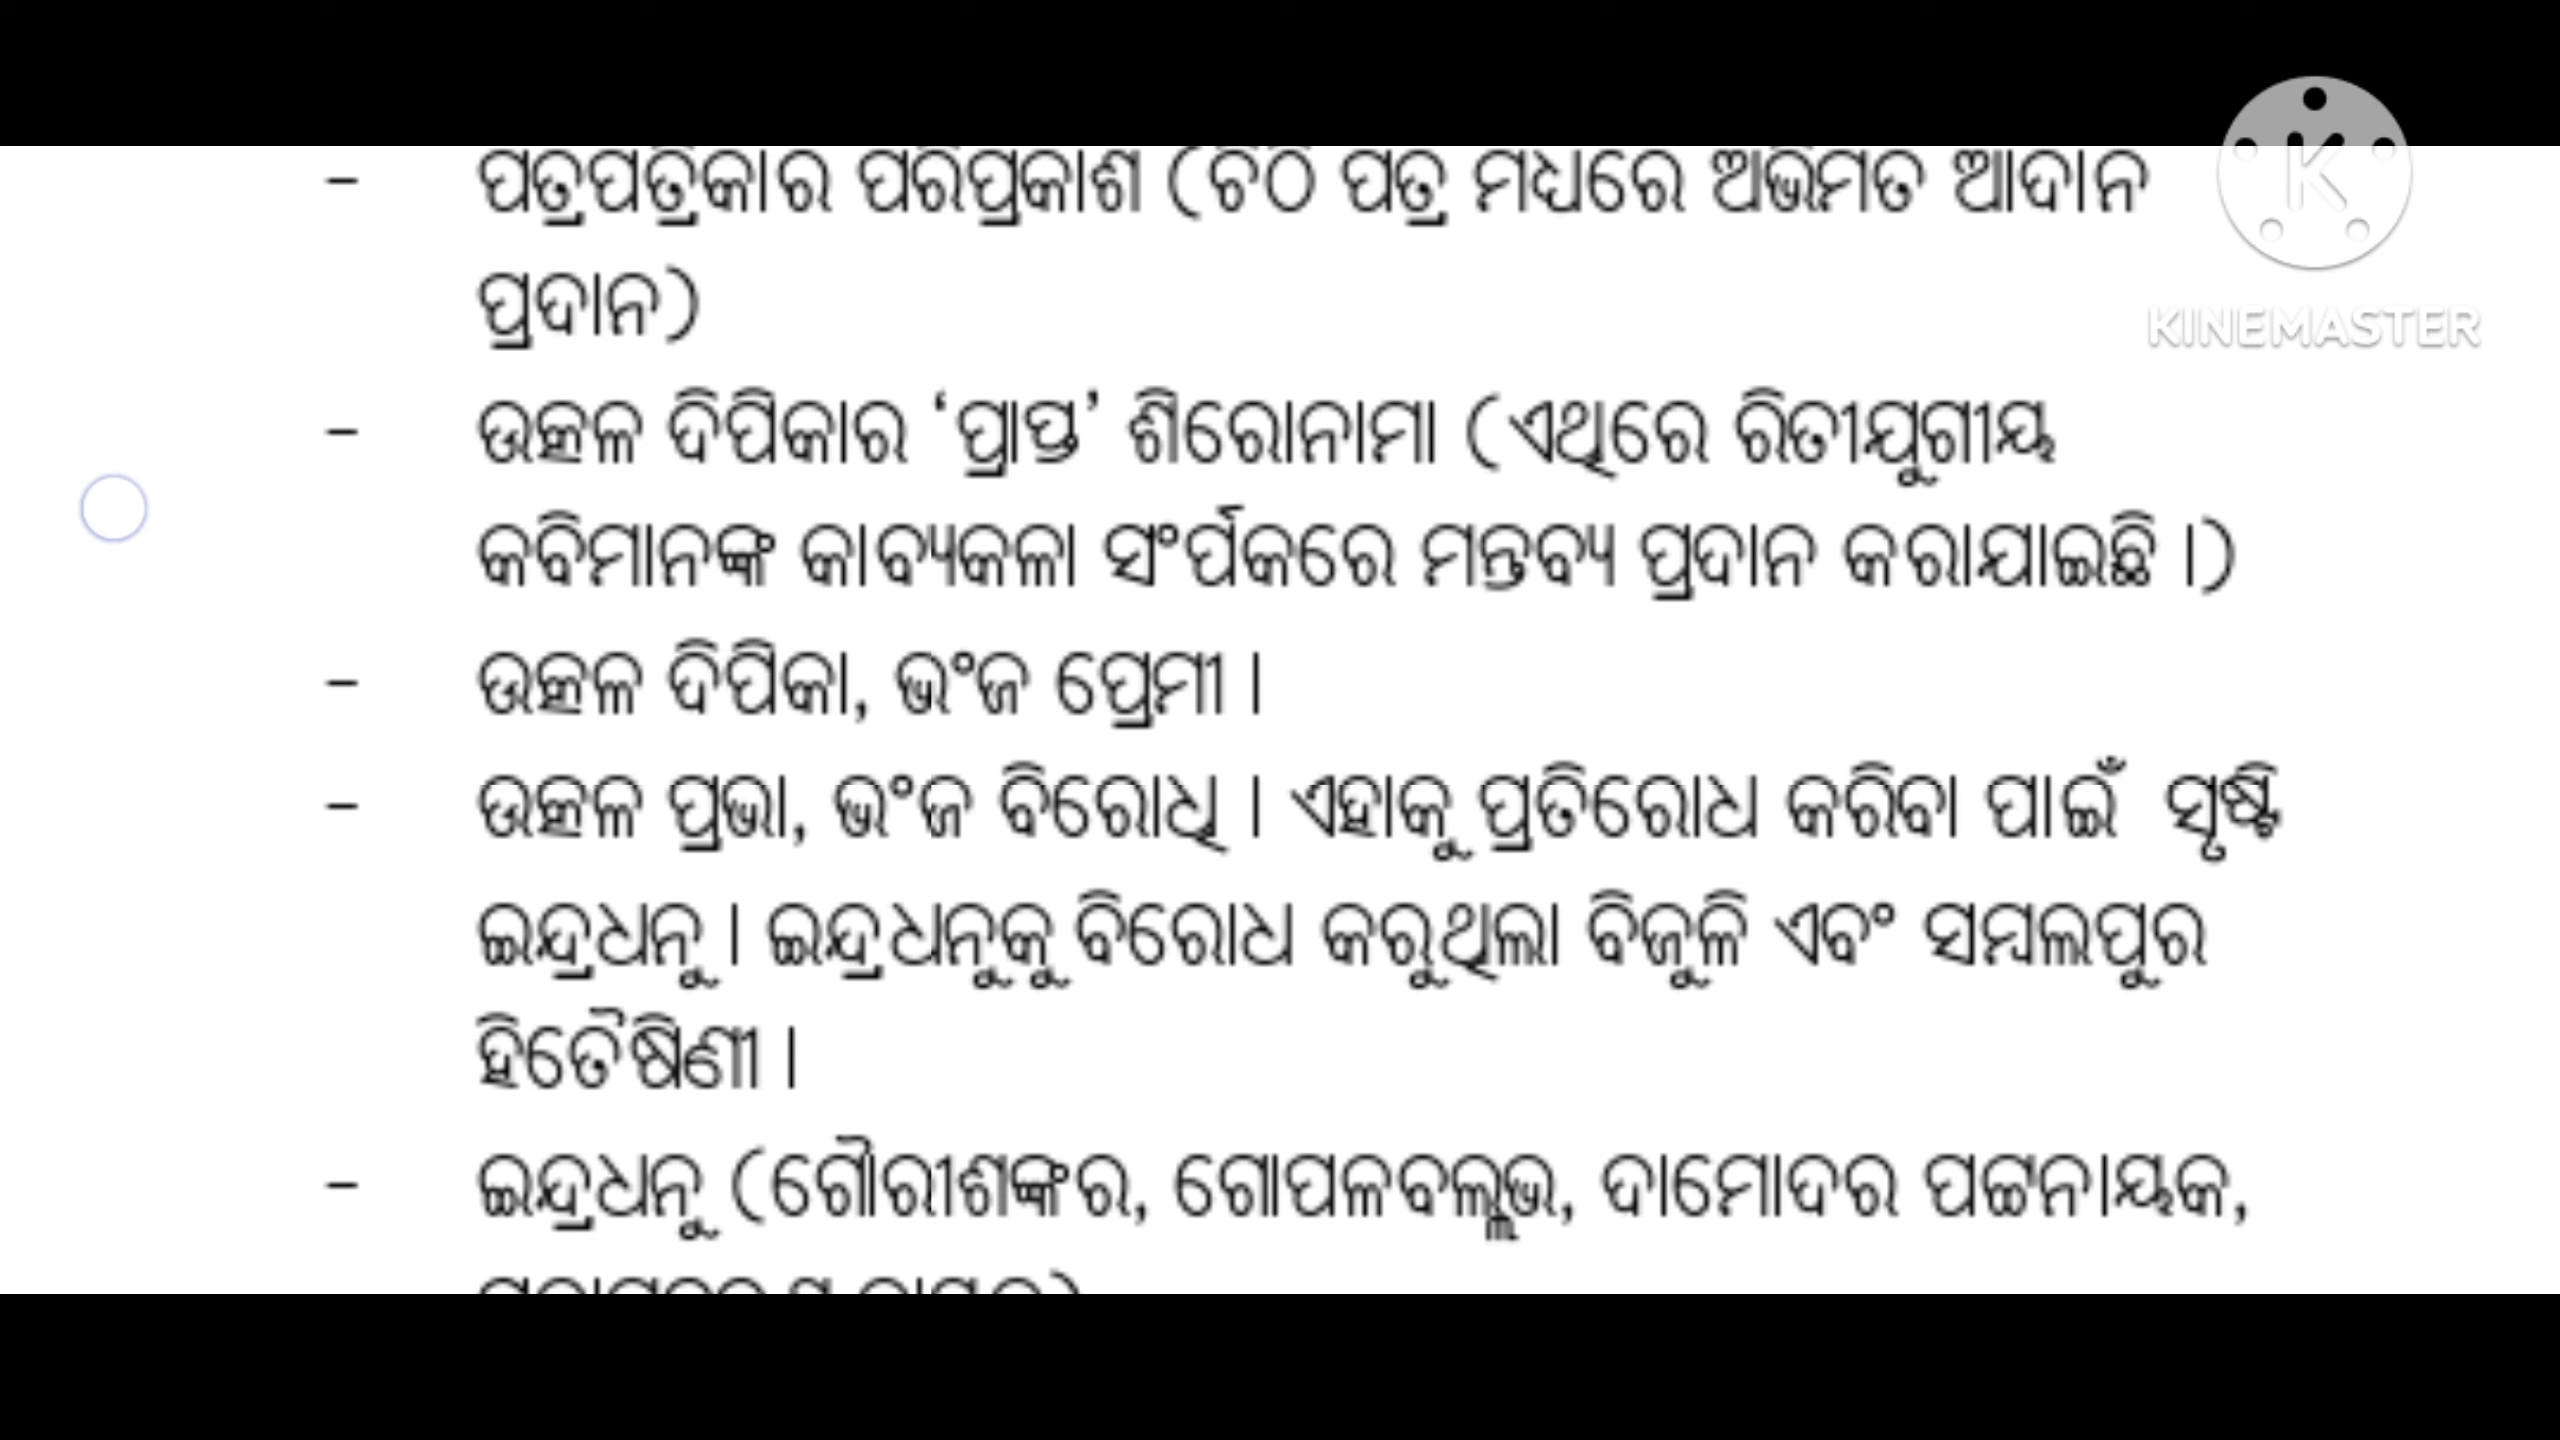 - ପତ୍ରପତ୍ରିକାର ପରିପ୍ରକାଶ (ଚିଠି ପତ୍ର ମଧ୍ୟରେ ଅଭିମତ ଆଦାନ
ପ୍ରଦାନ)
KINEMASTER
- ଉତ୍କଳ ଦିପିକାର ‘ପ୍ରାପ୍ତ’ ଶିରୋନାମା (ଏଥିରେ ରିତୀଯୁଗୀୟ
କବିମାନଙ୍କ କାବ୍ୟକଳା ସଂର୍ପକରେ ମନ୍ତବ୍ୟ ପ୍ରଦାନ କରାଯାଇଛି ।)
- ଉତ୍କଳ ଦିପିକା, ଭଂଜ ପ୍ରେମୀ ।
- ଉତ୍କଳ ପ୍ରଭା, ଭଂଜ ବିରୋଧି । ଏହାକୁ ପ୍ରତିରୋଧ କରିବା ପାଇଁ ସୃଷ୍ଟି
ଇନ୍ଦ୍ରଧନୁ । ଇନ୍ଦ୍ରଧନୁକୁ ବିରୋଧ କରୁଥିଲା ବିଜୁଳି ଏବଂ ସମ୍ବଲପୁର
ହିତୈଷିଣୀ ।
- ଇନ୍ଦ୍ରଧନୁ (ଗୌରୀଶଙ୍କର, ଗୋପଳବଲ୍ଲଭ, ଦାମୋଦର ପଟ୍ଟନାୟକ,